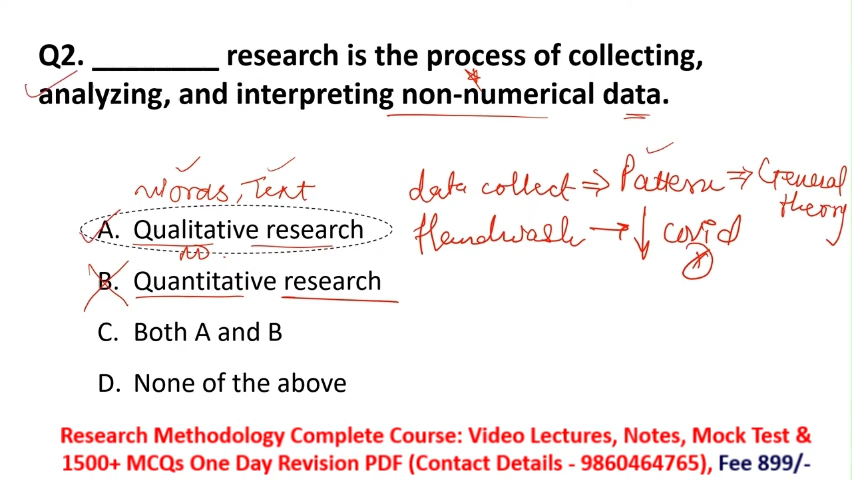 Q2. ________ research is the process of collecting,
analyzing, and interpreting non-numerical data.
words, Text
data collect ⇒ Pattern ⇒ General
theory
A. Qualitative research
Handwash → ↓ covid
B. Quantitative research
C. Both A and B
D. None of the above
Research Methodology Complete Course: Video Lectures, Notes, Mock Test &
1500+ MCQs One Day Revision PDF (Contact Details - 9860464765), Fee 899/-